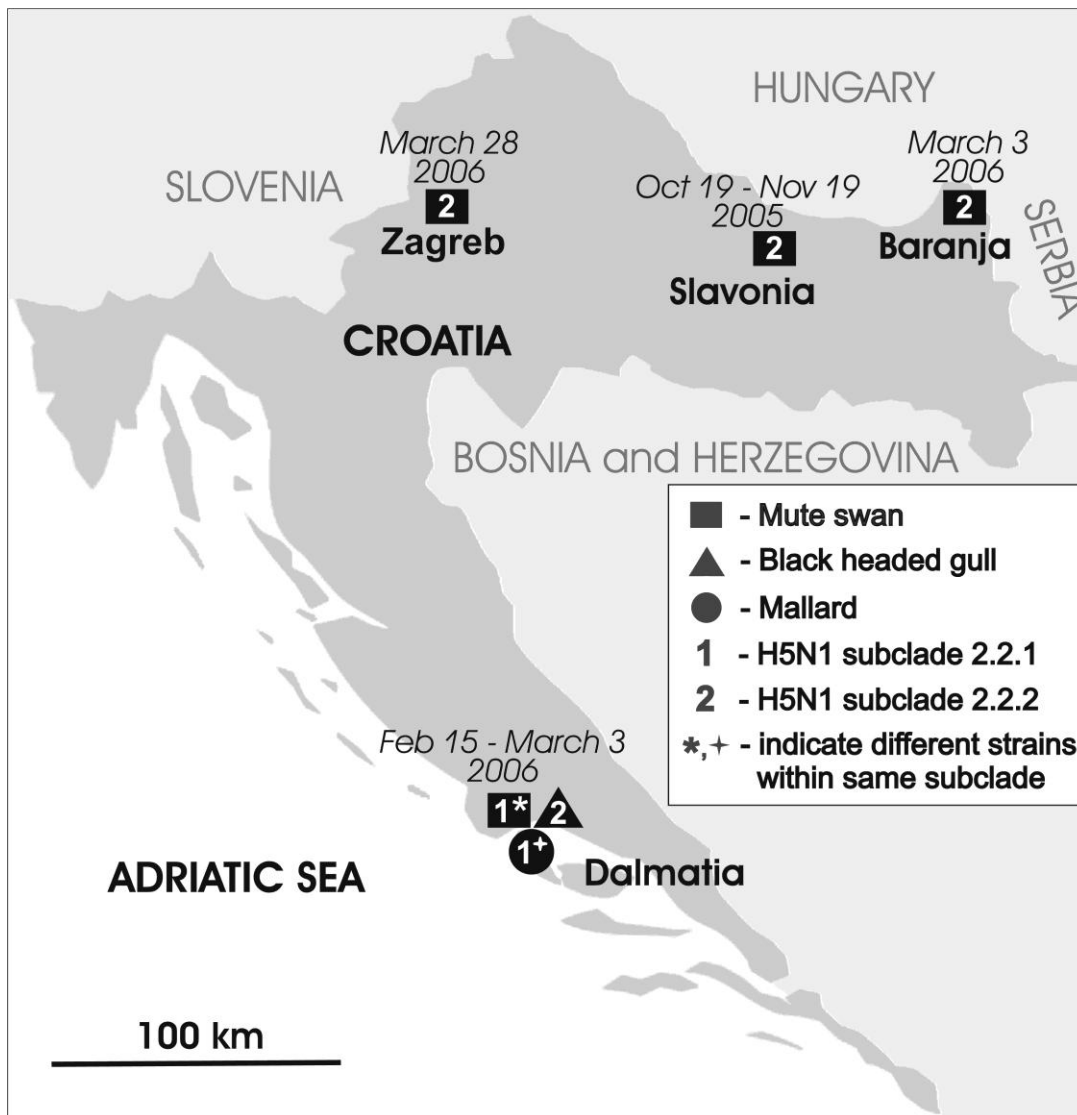 HUNGARY
March 28
2006
2
Zagreb
SLOVENIA
Oct 19 - Nov 19
2005
2
Slavonia
March 3
2006
2
Baranja
SERBIA
CROATIA
BOSNIA and HERZEGOVINA
- Mute swan
- Black headed gull
- Mallard
1 - H5N1 subclade 2.2.1
2 - H5N1 subclade 2.2.2
*,+ - indicate different strains
within same subclade
Feb 15 - March 3
2006
1* 2
1+
Dalmatia
ADRIATIC SEA
100 km